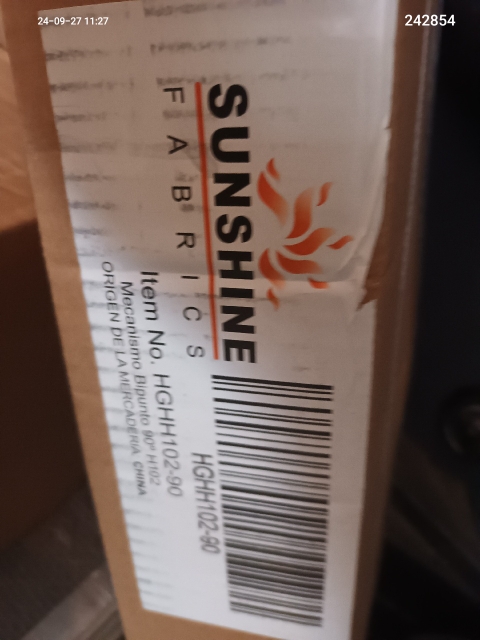 24-09-27 11:27
242854
SUNSHINE
FABRICS
Item No. HGHH102-90
Mecanismo Bipunto 90º H102
ORIGEN DE LA MERCADERIA CHINA
HGHH102-90